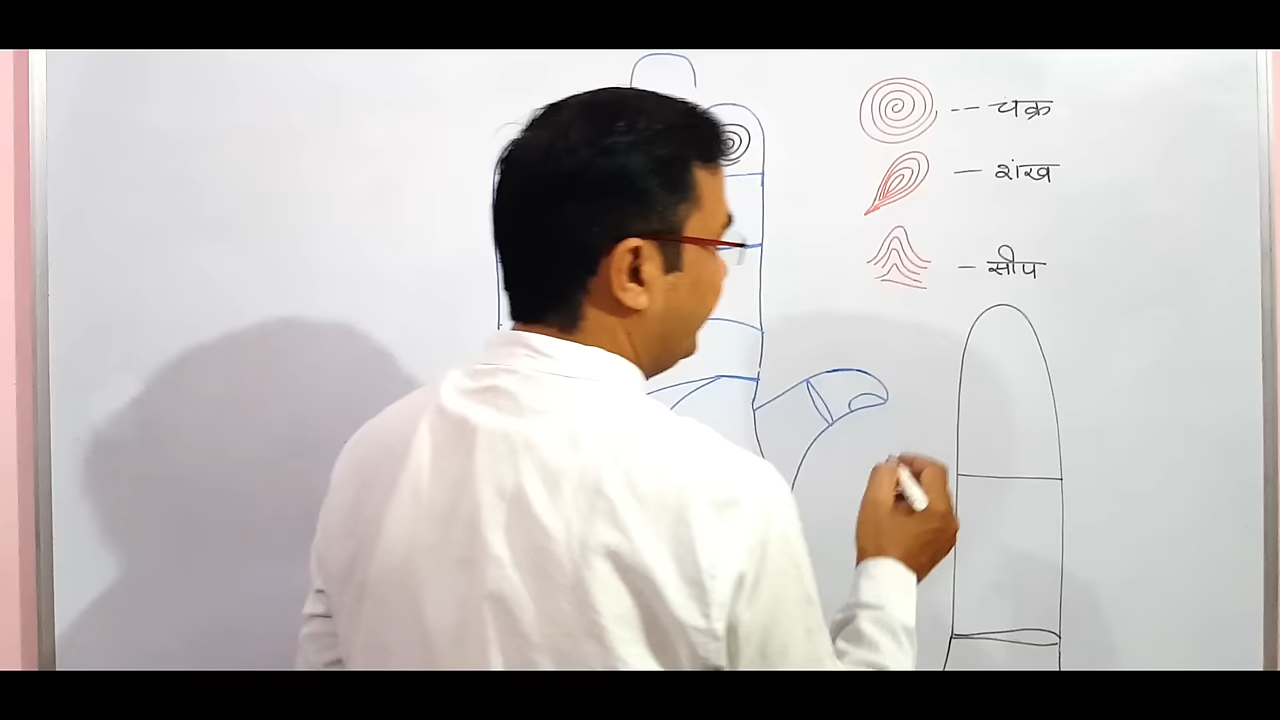 -- चक्र
— शंख
– सीप